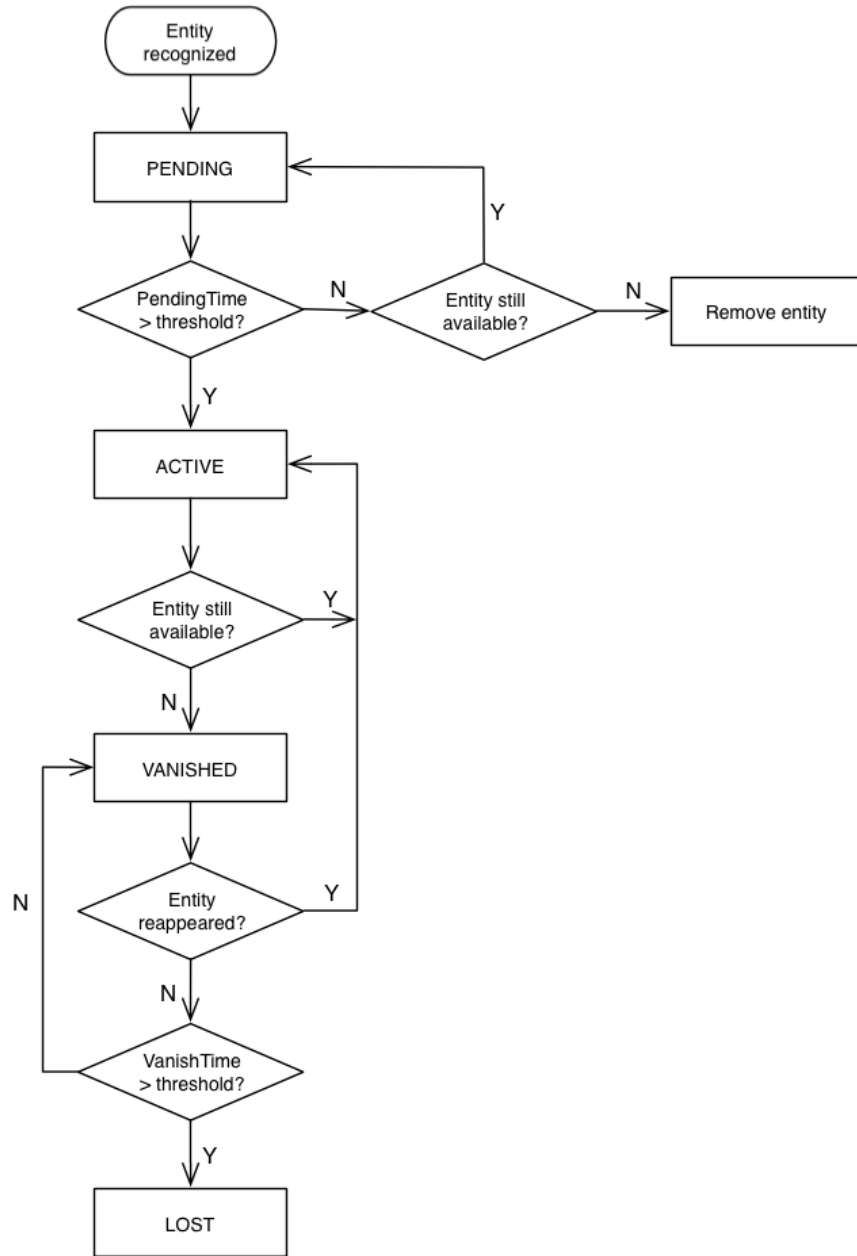 Entity
recognized
PENDING
Y
PendingTime
> threshold?
N
Entity still
available?
N
Remove entity
Y
ACTIVE
Entity still
available?
Y
N
VANISHED
N
Entity
reappeared?
Y
N
VanishTime
> threshold?
Y
LOST